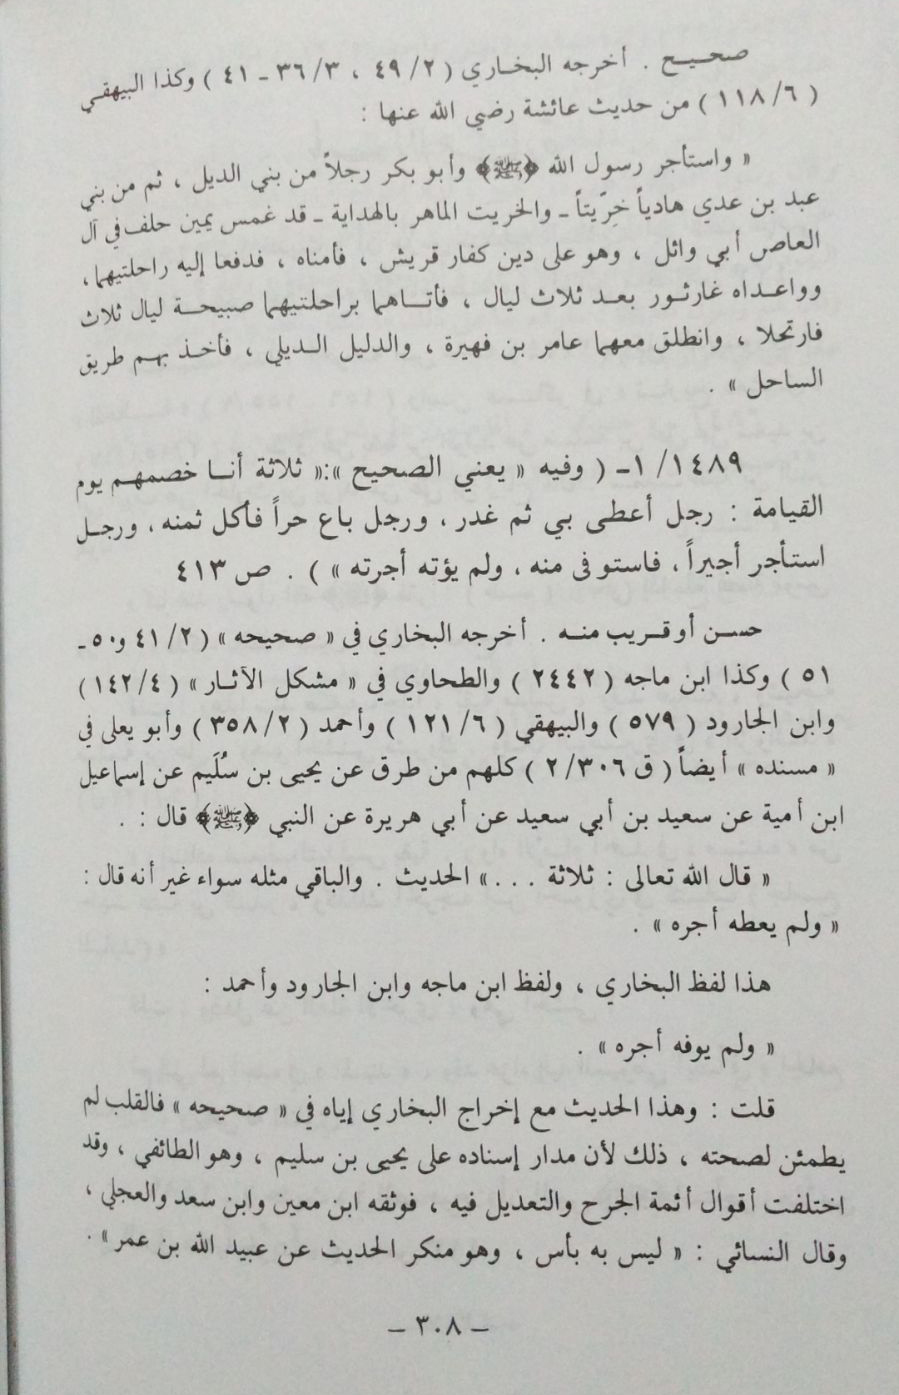 صحيح . أخرجه البخاري ( ٤٩/٢ ، ٣٦/٣ ـ ٤١ ) وكذا البيهقي
( ١١٨/٦ ) من حديث عائشة رضي الله عنها :
« واستأجر رسول الله ﴿ﷺ﴾ وأبو بكر رجلاً من بني الديل ، ثم من بني
عبد بن عدي هادياً خِرّيتاً ـ والخريت الماهر بالهداية ـ قد غمس يمين حلف في آل
العاص أبي وائل ، وهو على دين كفار قريش ، فأمناه ، فدفعا إليه راحلتيهما ،
وواعداه غارثور بعد ثلاث ليال ، فأتاهما براحلتيهما صبيحة ليال ثلاث
فارتحلا ، وانطلق معهما عامر بن فهيرة ، والدليل الديلي ، فأخذ بهم طريق
الساحل » .
١/١٤٨٩ـ ( وفيه « يعني الصحيح »:« ثلاثة أنا خصمهم يوم
القيامة : رجل أعطى بي ثم غدر ، ورجل باع حراً فأكل ثمنه ، ورجل
استأجر أجيراً ، فاستوفى منه ، ولم يؤته أجرته » ) . ص ٤١٣
حسن أو قريب منه . أخرجه البخاري في « صحيحه » ( ٤١/٢ و٥٠ ـ
٥١ ) وكذا ابن ماجه ( ٢٤٤٢ ) والطحاوي في « مشكل الآثار » ( ١٤٢/٤ )
وابن الجارود ( ٥٧٩ ) والبيهقي ( ١٢١/٦ ) وأحمد ( ٣٥٨/٢ ) وأبو يعلى في
« مسنده » أيضاً ( ق ٢/٣٠٦ ) كلهم من طرق عن يحيى بن سُلَيم عن إسماعيل
ابن أمية عن سعيد بن أبي سعيد عن أبي هريرة عن النبي ﴿ﷺ﴾ قال : .
« قال الله تعالى : ثلاثة . . .» الحديث . والباقي مثله سواء غير أنه قال :
« ولم يعطه أجره » .
هذا لفظ البخاري ، ولفظ ابن ماجه وابن الجارود وأحمد :
« ولم يوفه أجره » .
قلت : وهذا الحديث مع إخراج البخاري إياه في « صحيحه » فالقلب لم
يطمئن لصحته ، ذلك لأن مدار إسناده على يحيى بن سليم ، وهو الطائفي ، وقد
اختلفت أقوال أئمة الجرح والتعديل فيه ، فوثقه ابن معين وابن سعد والعجلي ،
وقال النسائي : « ليس به بأس ، وهو منكر الحديث عن عبيد الله بن عمر» .
ـ ٣٠٨ ـ